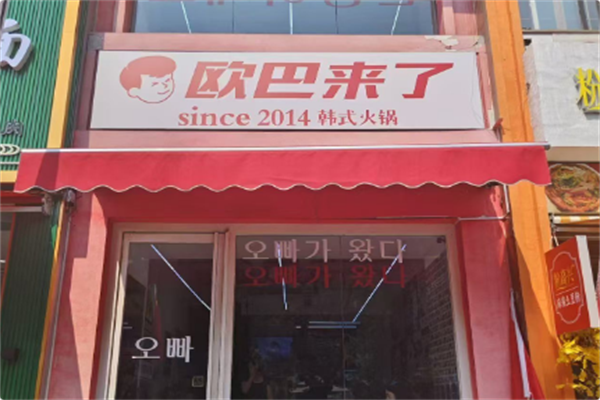 欧巴来了
since 2014 韩式火锅
오빠가 왔다
오빠가 왔다
오빠